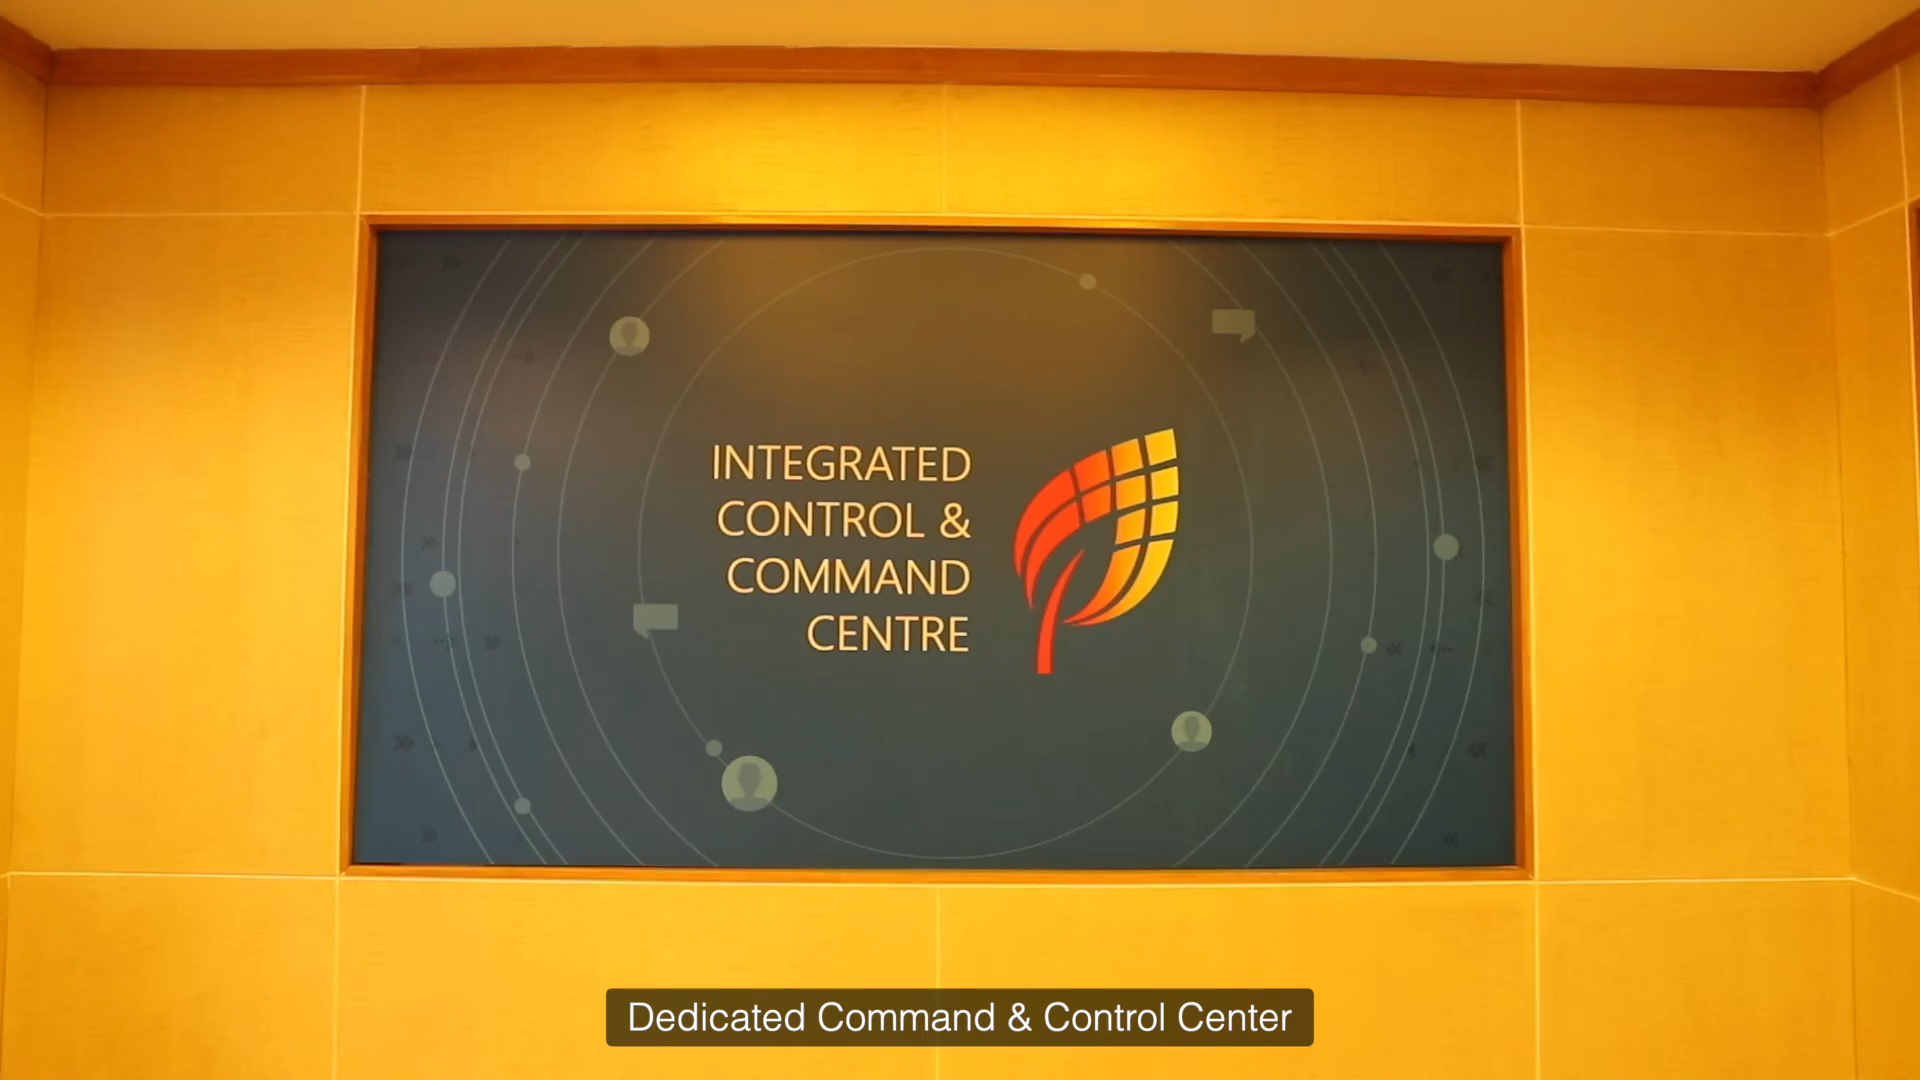 INTEGRATED
CONTROL &
COMMAND
CENTRE
Dedicated Command & Control Center